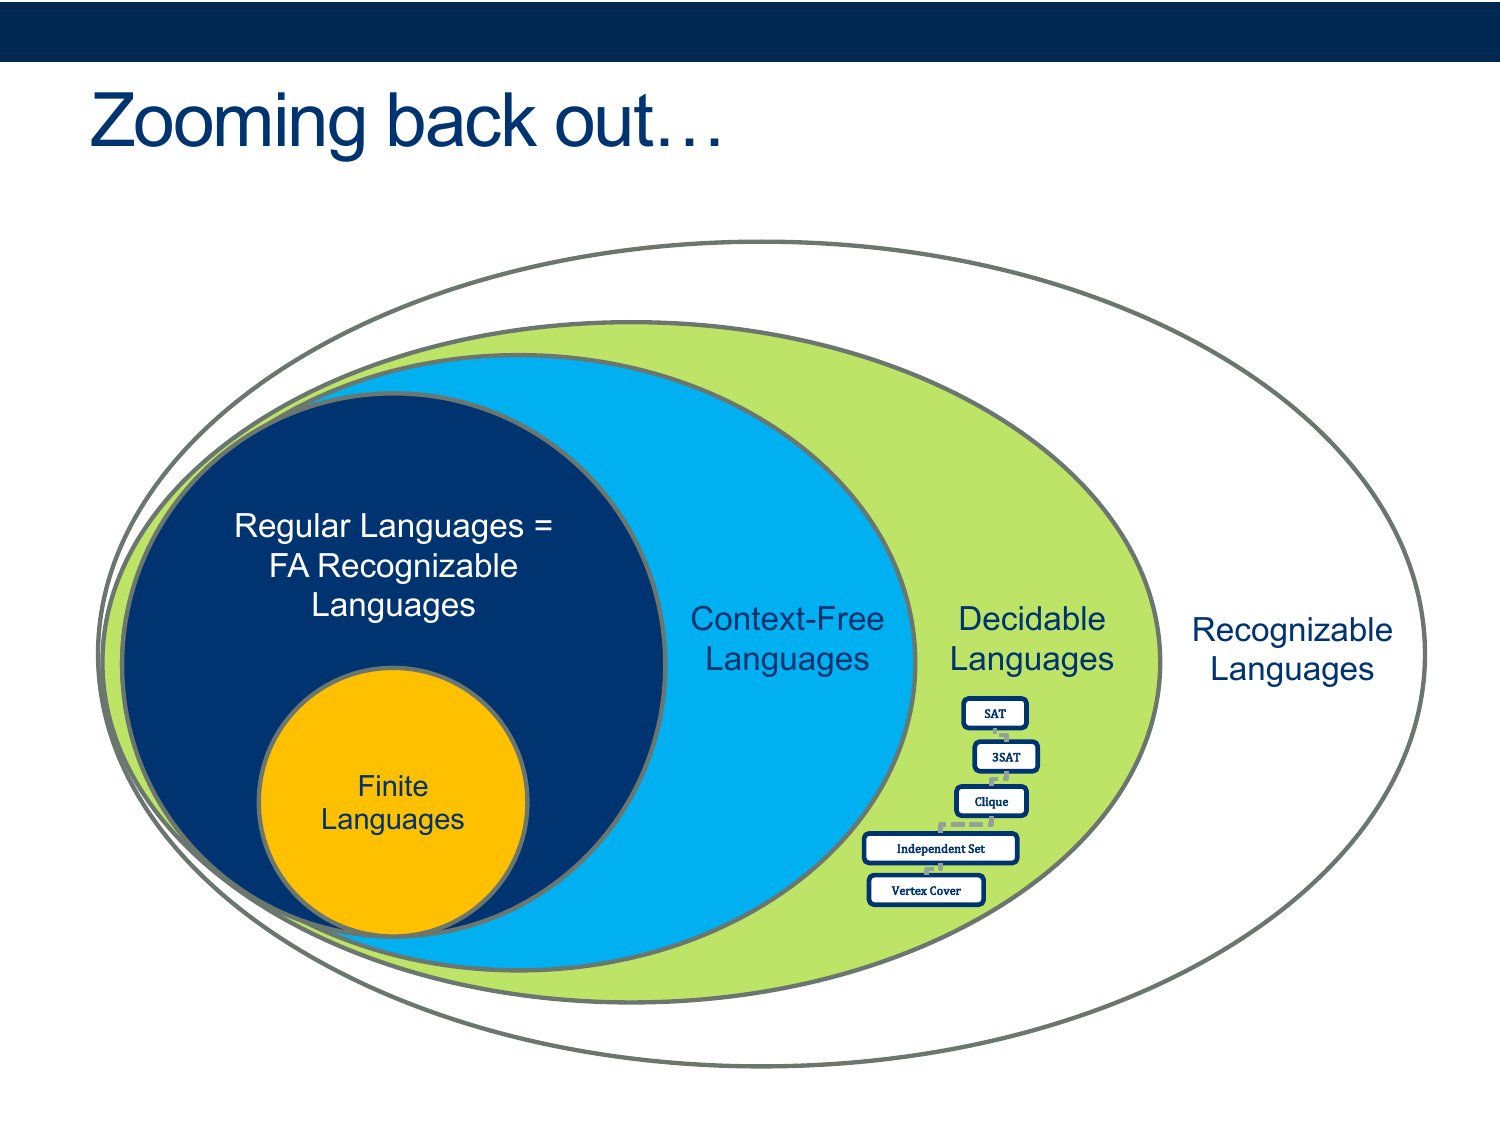 Zooming back out…
Regular Languages =
FA Recognizable
Languages
Context-Free
Languages
Decidable
Languages
Recognizable
Languages
SAT
3SAT
Clique
Independent Set
Vertex Cover
Finite
Languages